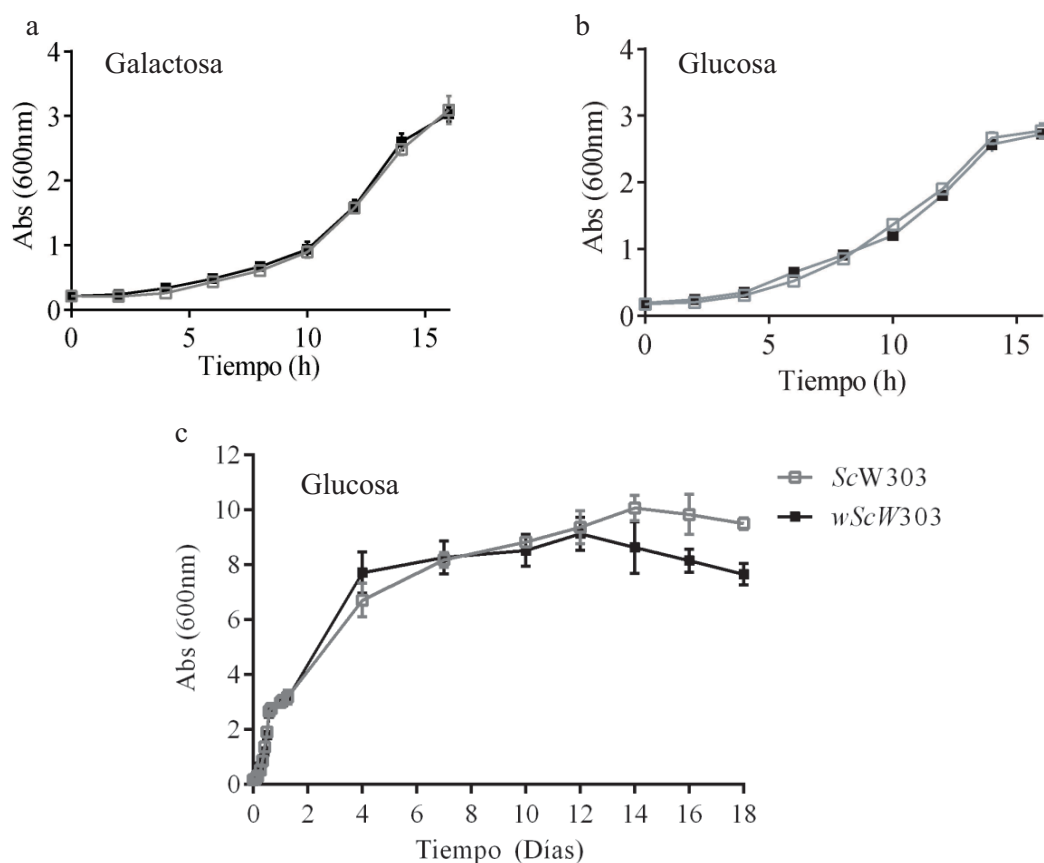 a
Galactosa
Abs (600nm)
4
3
2
1
0
0 5 10 15
Tiempo (h)
b
Glucosa
Abs (600nm)
4
3
2
1
0
0 5 10 15
Tiempo (h)
c
Glucosa
Abs (600nm)
12
10
8
6
4
2
0
0 2 4 6 8 10 12 14 16 18
Tiempo (Días)
ScW303
wScW303